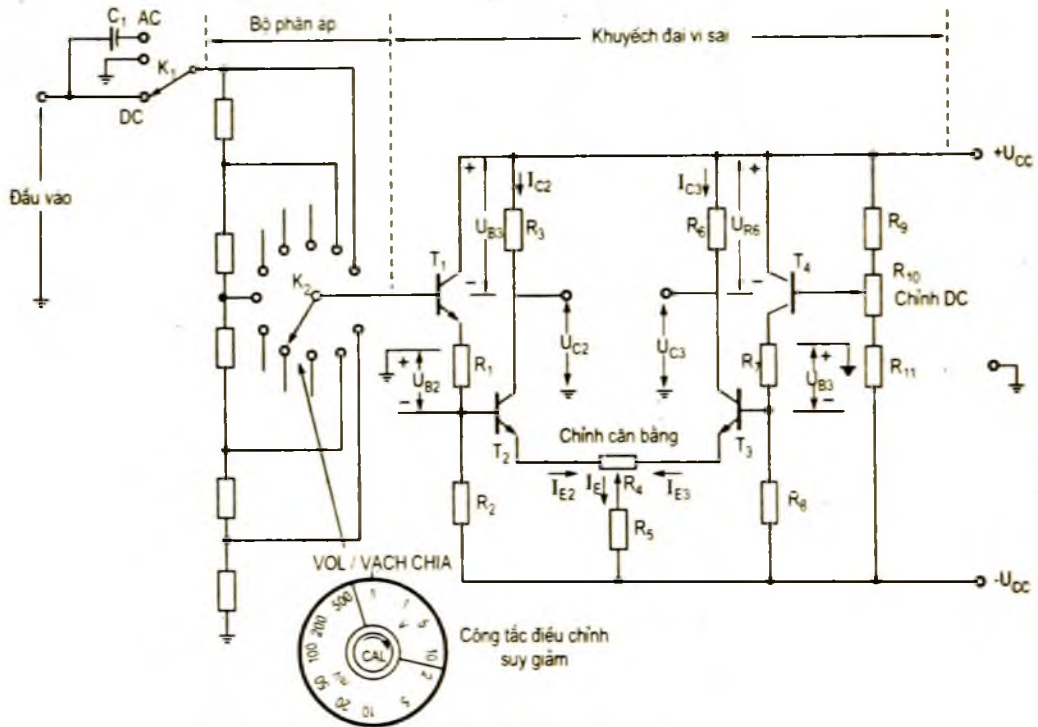 C1 AC
Bộ phân áp
Khuyếch đai vi sai
K1
DC
Đầu vào
+UCC
IC2
IC3
UB3
R3
R6
UR6
R9
T1
T4
R10
Chỉnh DC
K2
UC2
UC3
R1
UB2
R7
UB3
R11
Chỉnh căn bằng
T2
T3
IE2
IE
R4
IE3
R2
R5
R8
VOL / VẠCH CHIA
-UCC
500
1
5
200
100
CAL
10
2
50
20
10
5
Công tắc điều chỉnh
suy giảm